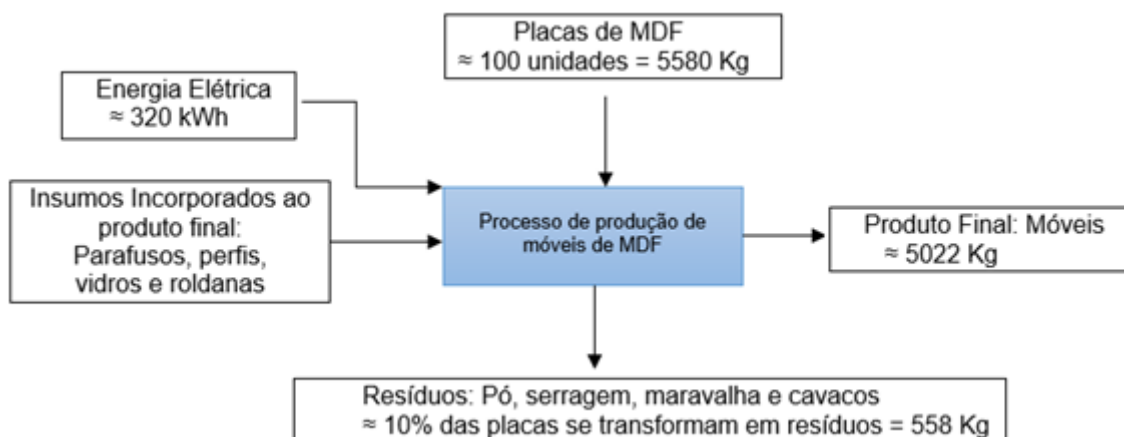 Placas de MDF
≈ 100 unidades = 5580 Kg
Energia Elétrica
≈ 320 kWh
Insumos Incorporados ao
produto final:
Parafusos, perfis,
vidros e roldanas
Processo de produção de
móveis de MDF
Produto Final: Móveis
≈ 5022 Kg
Resíduos: Pó, serragem, maravalha e cavacos
≈ 10% das placas se transformam em resíduos = 558 Kg